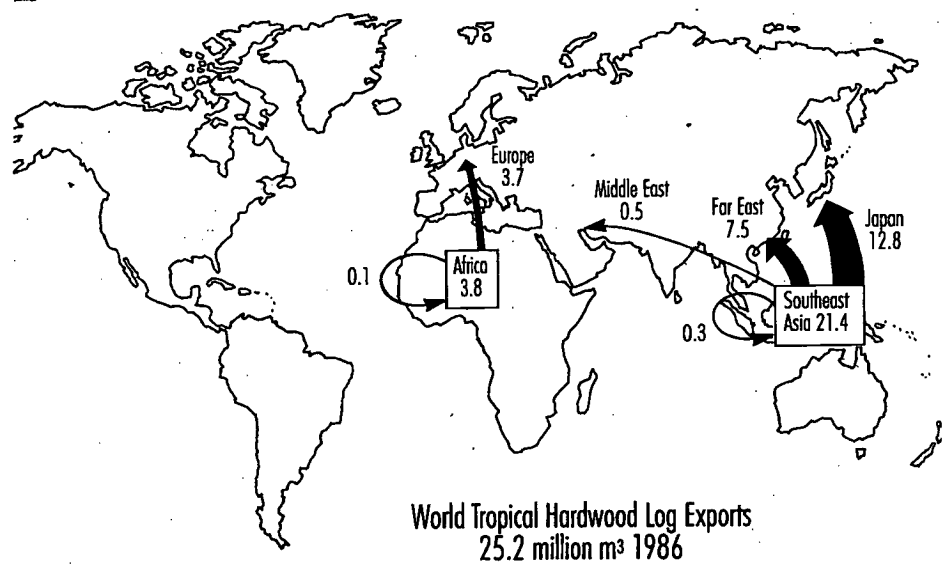 Europe
3.7
Middle East
0.5
Far East
7.5
Japan
12.8
0.1
Africa
3.8
Southeast
Asia 21.4
0.3
World Tropical Hardwood Log Exports
25.2 million m³ 1986